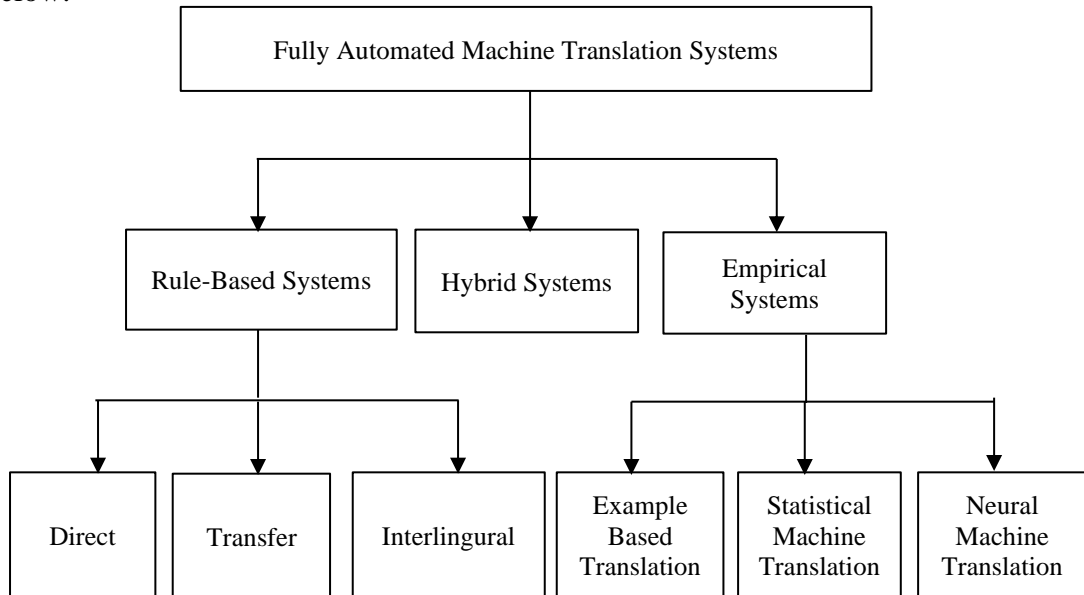 Fully Automated Machine Translation Systems
Rule-Based Systems
Hybrid Systems
Empirical
Systems
Direct
Transfer
Interlingural
Example
Based
Translation
Statistical
Machine
Translation
Neural
Machine
Translation